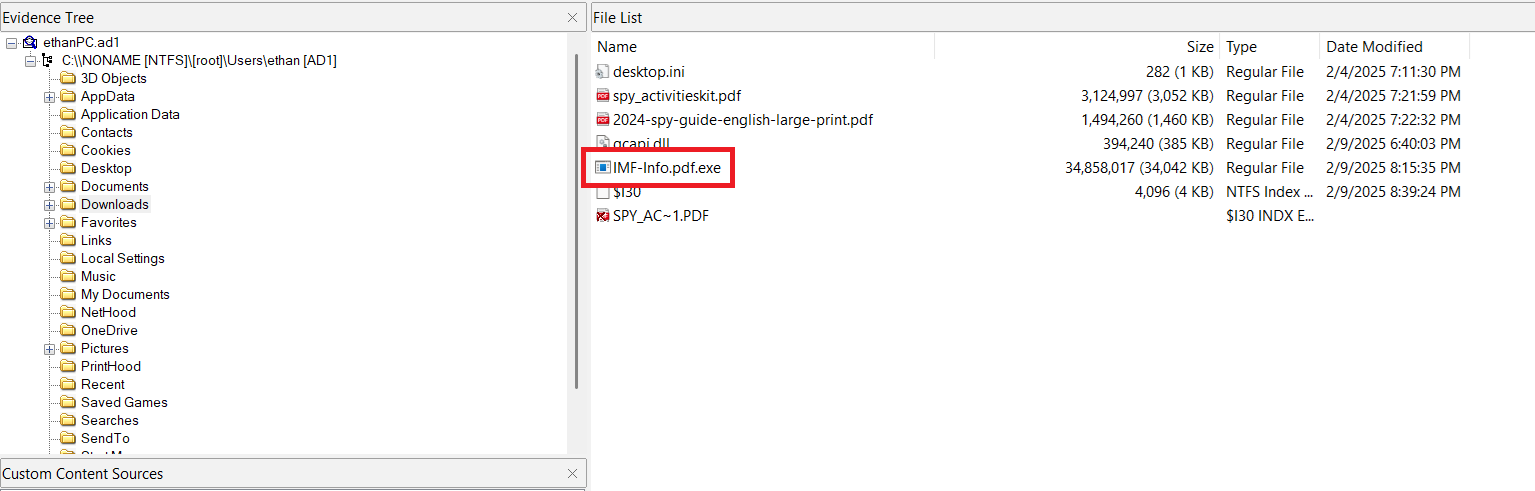 Evidence Tree
ethanPC.ad1
C:\\NONAME [NTFS]\[root]\Users\ethan [AD1]
3D Objects
AppData
Application Data
Contacts
Cookies
Desktop
Documents
Downloads
Favorites
Links
Local Settings
Music
My Documents
NetHood
OneDrive
Pictures
PrintHood
Recent
Saved Games
Searches
SendTo
Custom Content Sources
File List
Name Size Type Date Modified
desktop.ini 282 (1 KB) Regular File 2/4/2025 7:11:30 PM
spy_activitieskit.pdf 3,124,997 (3,052 KB) Regular File 2/4/2025 7:21:59 PM
2024-spy-guide-english-large-print.pdf 1,494,260 (1,460 KB) Regular File 2/4/2025 7:22:32 PM
gcapi.dll 394,240 (385 KB) Regular File 2/9/2025 6:40:03 PM
IMF-Info.pdf.exe 34,858,017 (34,042 KB) Regular File 2/9/2025 8:15:35 PM
$I30 4,096 (4 KB) NTFS Index ... 2/9/2025 8:39:24 PM
SPY_AC~1.PDF $I30 INDX E...